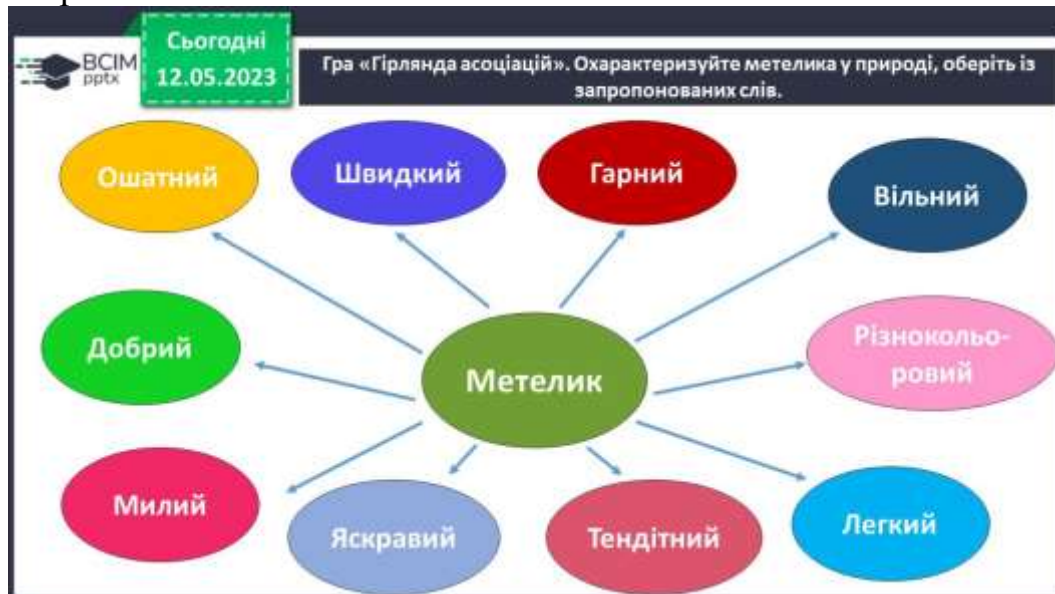 Сьогодні
12.05.2023
ВСІМ
pptx
Гра «Гірлянда асоціацій». Охарактеризуйте метелика у природі, оберіть із
запропонованих слів.
Ошатний
Швидкий
Гарний
Вільний
Добрий
Метелик
Різнокольо-
ровий
Милий
Яскравий
Тендітний
Легкий